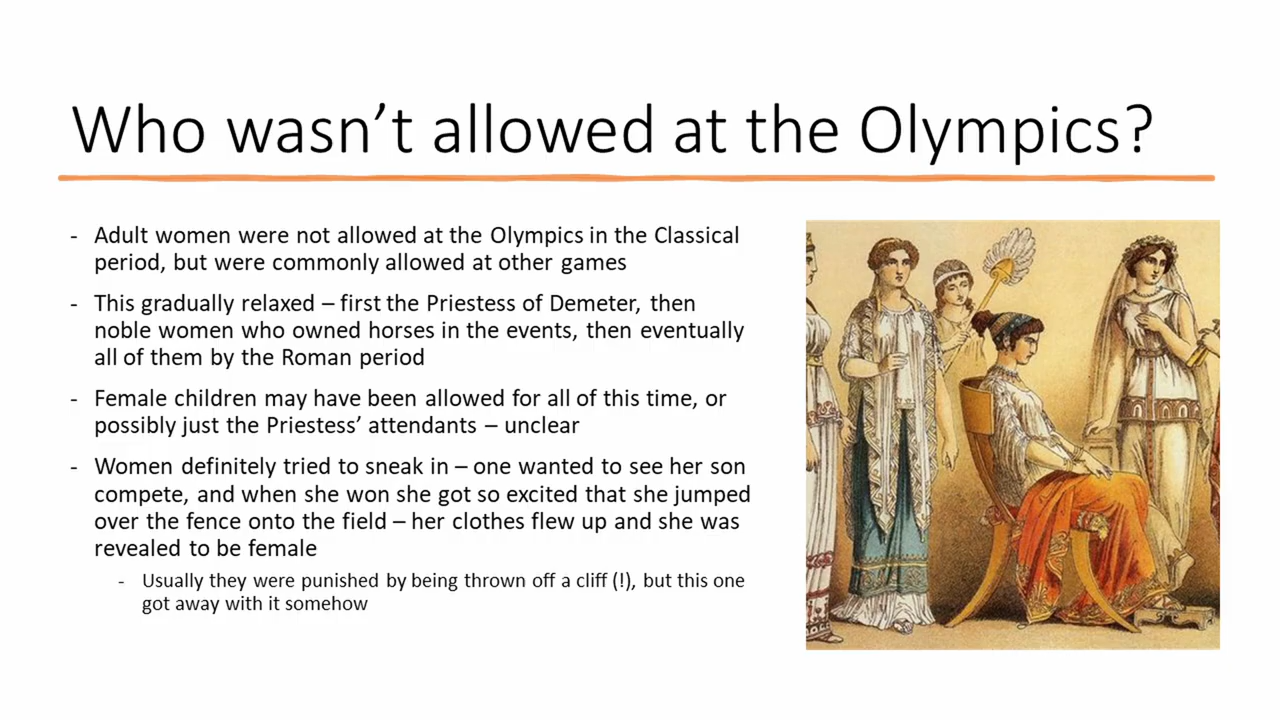 Who wasn’t allowed at the Olympics?
- Adult women were not allowed at the Olympics in the Classical
period, but were commonly allowed at other games
- This gradually relaxed – first the Priestess of Demeter, then
noble women who owned horses in the events, then eventually
all of them by the Roman period
- Female children may have been allowed for all of this time, or
possibly just the Priestess’ attendants – unclear
- Women definitely tried to sneak in – one wanted to see her son
compete, and when she won she got so excited that she jumped
over the fence onto the field – her clothes flew up and she was
revealed to be female
- Usually they were punished by being thrown off a cliff (!), but this one
got away with it somehow